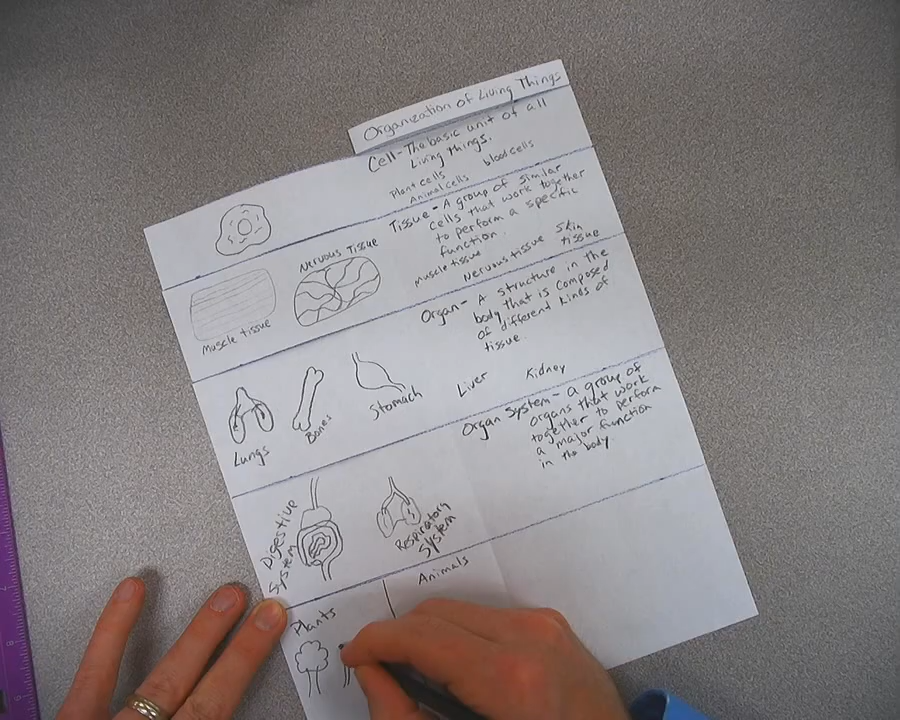 Organization of Living Things
Cell - The basic unit of all
Living things.
Plant cells
blood cells
Animal cells
Tissue - A group of similar
cells that work together
to perform a specific
function.
muscle tissue
Nervous tissue
Skin
tissue
Nervous Tissue
Muscle tissue
Organ - A structure in the
body that is composed
of different kinds of
tissue.
Liver
Kidney
Lungs
Bones
Stomach
Organ System - a group of
organs that work
together to perform
a major function
in the body.
Digestive
System
Respiratory
System
Plants
Animals